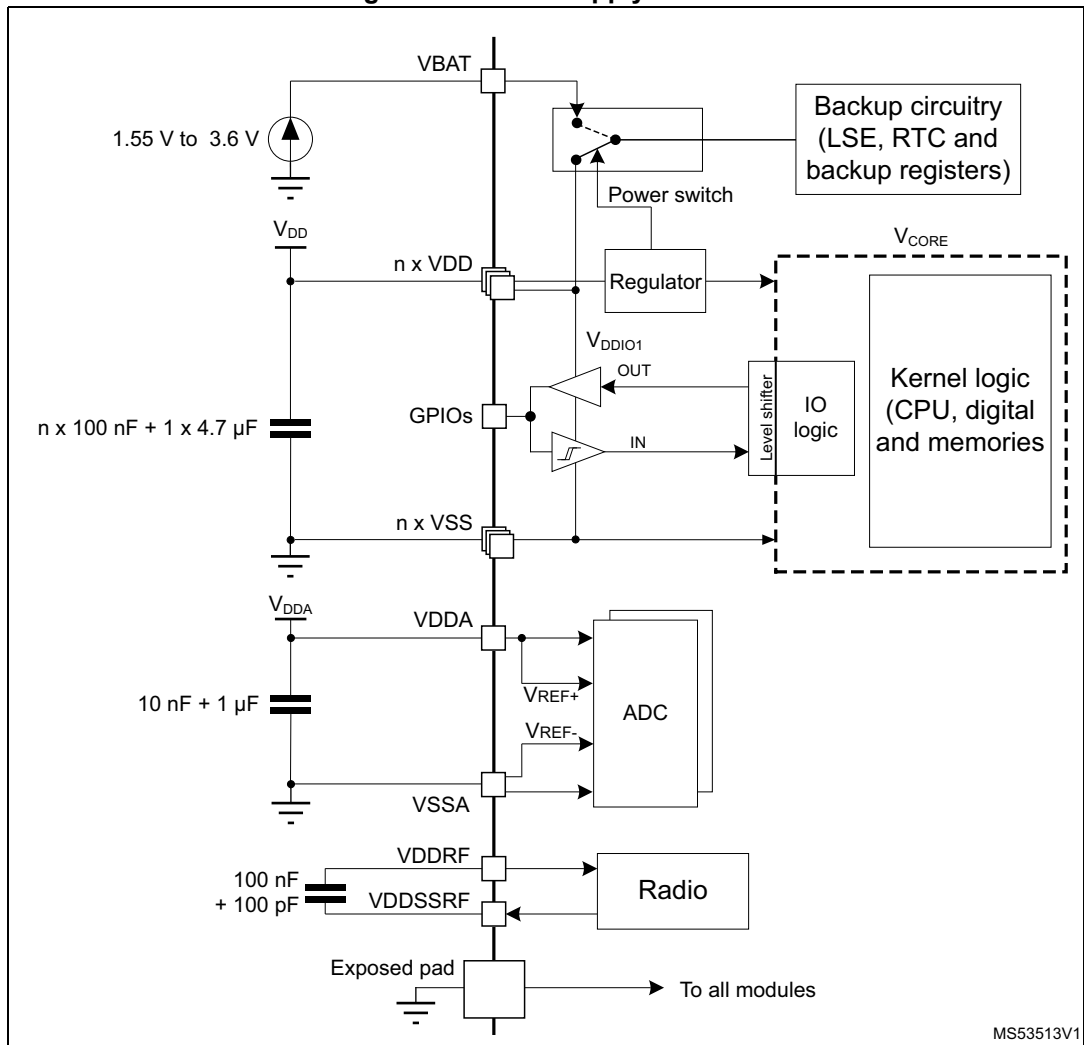 VBAT
1.55 V to 3.6 V
Backup circuitry
(LSE, RTC and
backup registers)
Power switch
VDD
n x VDD
Regulator
VCORE
VDDIO1
OUT
GPIOs
IN
Level shifter
IO
logic
Kernel logic
(CPU, digital
and memories
n x 100 nF + 1 x 4.7 µF
n x VSS
VDDA
VDDA
10 nF + 1 µF
VREF+
VREF-
ADC
VSSA
VDDRF
100 nF
+ 100 pF
VDDSSRF
Radio
Exposed pad
To all modules
MS53513V1